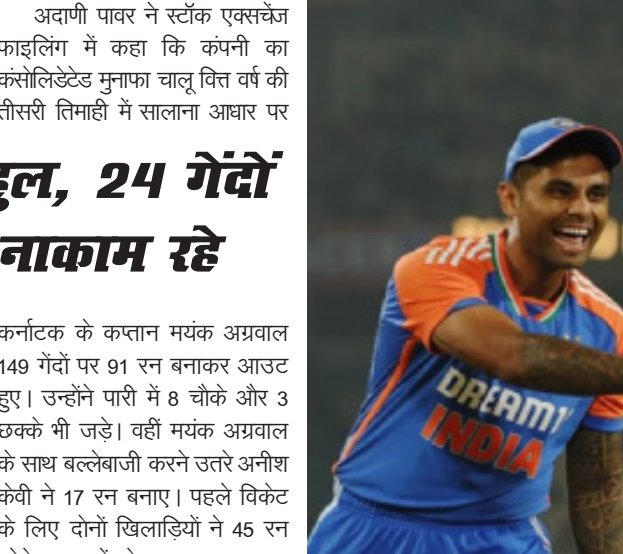 अदाणी पावर ने स्टॉक एक्सचेंज
फाइलिंग में कहा कि कंपनी का
कंसोलिडेटेड मुनाफा चालू वित्त वर्ष की
तीसरी तिमाही में सालाना आधार पर
24 गेंदों
नाकाम रहे
कर्नाटक के कप्तान मयंक अग्रवाल
149 गेंदों पर 91 रन बनाकर आउट
हुए। उन्होंने पारी में 8 चौके और 3
छक्के भी जड़े। वहीं मयंक अग्रवाल
के साथ बल्लेबाजी करने उतरे अनीश
केवी ने 17 रन बनाए। पहले विकेट
के लिए दोनों खिलाड़ियों ने 45 रन
DREAM1
INDIA